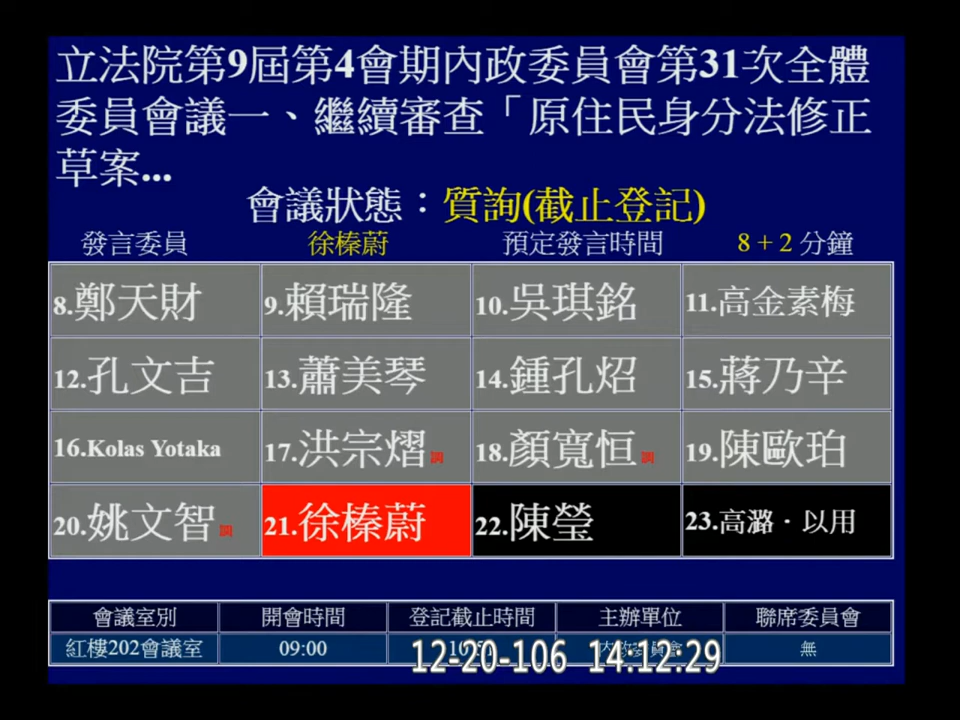 立法院第9屆第4會期內政委員會第31次全體
委員會議一、繼續審查「原住民身分法修正
草案...
會議狀態：質詢(截止登記)
發言委員 徐榛蔚 預定發言時間 8 + 2 分鐘
8.鄭天財 9.賴瑞隆 10.吳琪銘 11.高金素梅
12.孔文吉 13.蕭美琴 14.鍾孔炤 15.蔣乃辛
16.Kolas Yotaka 17.洪宗熠 調 18.顏寬恒 調 19.陳歐珀
20.姚文智 調 21.徐榛蔚 22.陳瑩 23.高潞．以用
會議室別 開會時間 登記截止時間 主辦單位 聯席委員會
紅樓202會議室 09:00 內政委員會 無
12-20-106 14:12:29